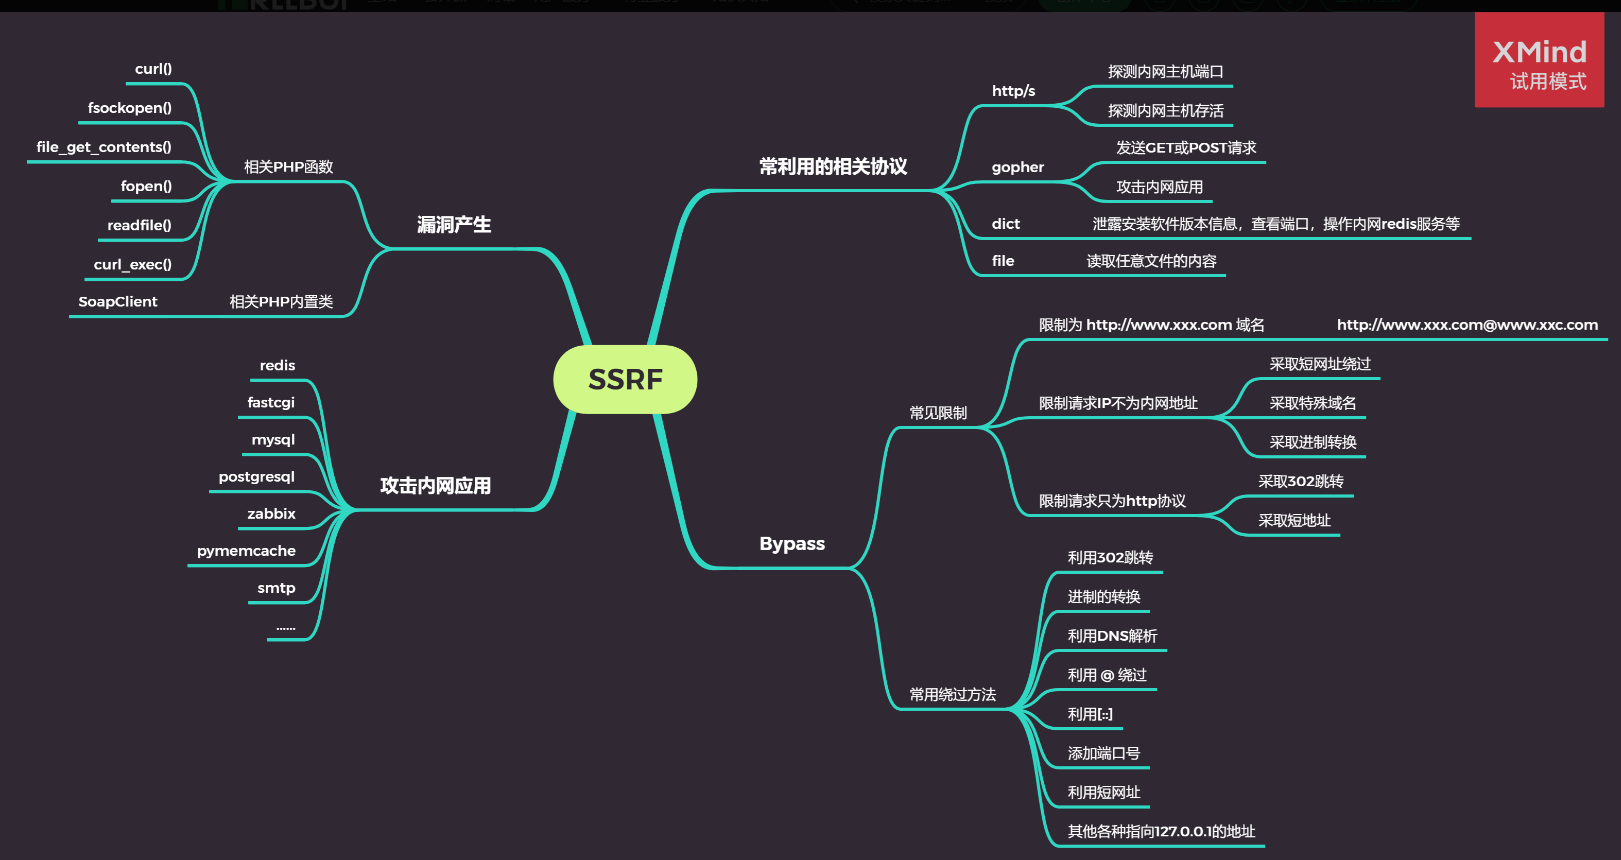 XMind
试用模式
SSRF
漏洞产生
相关PHP函数
curl()
fsockopen()
file_get_contents()
fopen()
readfile()
curl_exec()
相关PHP内置类
SoapClient
攻击内网应用
redis
fastcgi
mysql
postgresql
zabbix
pymemcache
smtp
......
常利用的相关协议
http/s
探测内网主机端口
探测内网主机存活
gopher
发送GET或POST请求
攻击内网应用
dict
泄露安装软件版本信息，查看端口，操作内网redis服务等
file
读取任意文件的内容
Bypass
常见限制
限制为 http://www.xxx.com 域名
http://www.xxx.com@www.xxc.com
限制请求IP不为内网地址
采取短网址绕过
采取特殊域名
采取进制转换
限制请求只为http协议
采取302跳转
采取短地址
常用绕过方法
利用302跳转
进制的转换
利用DNS解析
利用 @ 绕过
利用[::]
添加端口号
利用短网址
其他各种指向127.0.0.1的地址